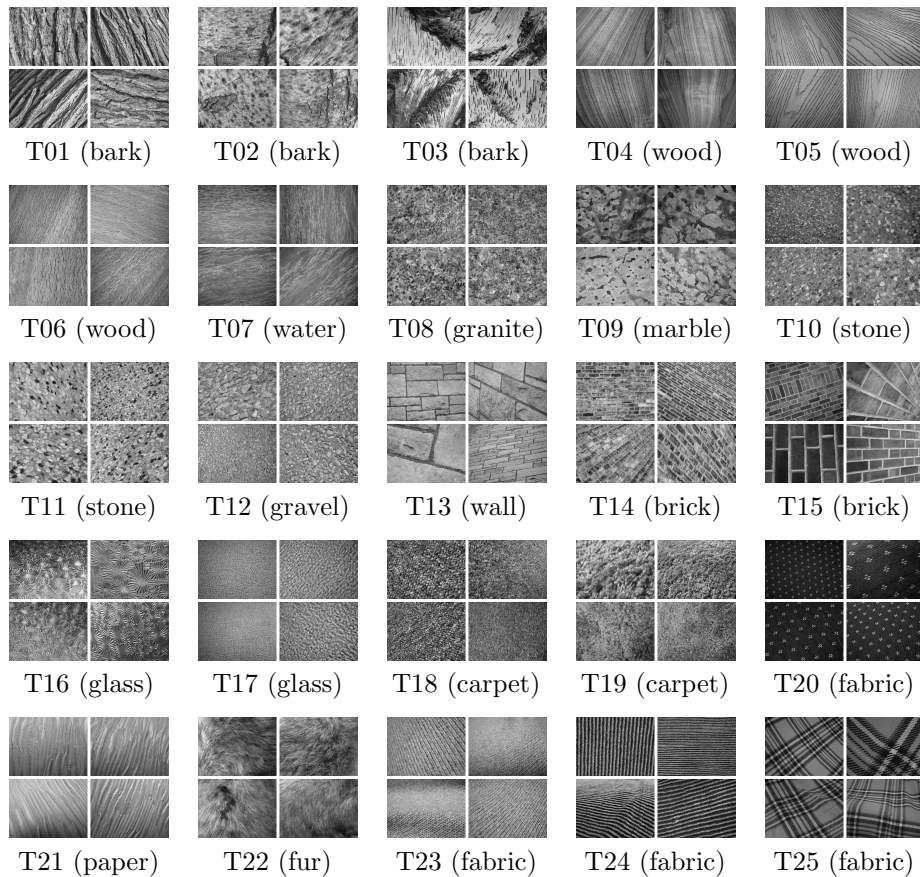 T01 (bark) T02 (bark) T03 (bark) T04 (wood) T05 (wood)
T06 (wood) T07 (water) T08 (granite) T09 (marble) T10 (stone)
T11 (stone) T12 (gravel) T13 (wall) T14 (brick) T15 (brick)
T16 (glass) T17 (glass) T18 (carpet) T19 (carpet) T20 (fabric)
T21 (paper) T22 (fur) T23 (fabric) T24 (fabric) T25 (fabric)